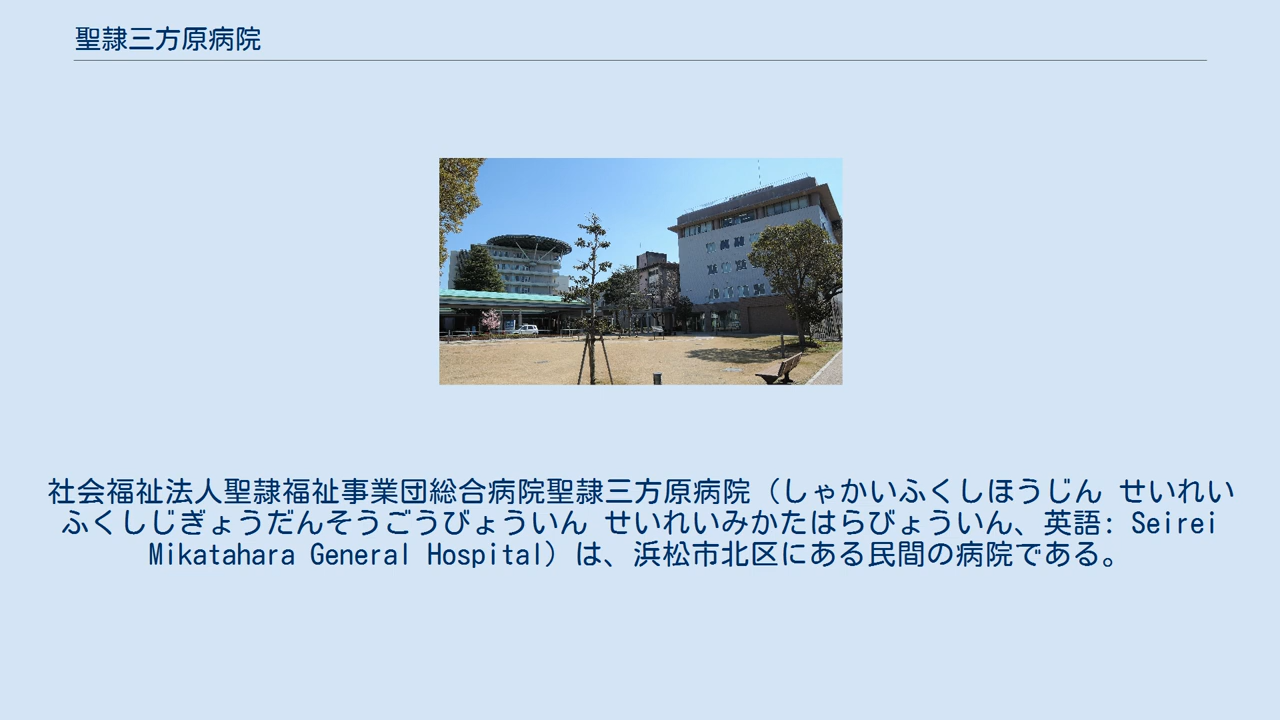 聖隷三方原病院
社会福祉法人聖隷福祉事業団総合病院聖隷三方原病院（しゃかいふくしほうじん せいれい
ふくしじぎょうだんそうごうびょういん せいれいみかたはらびょういん、英語: Seirei
Mikatahara General Hospital）は、浜松市北区にある民間の病院である。